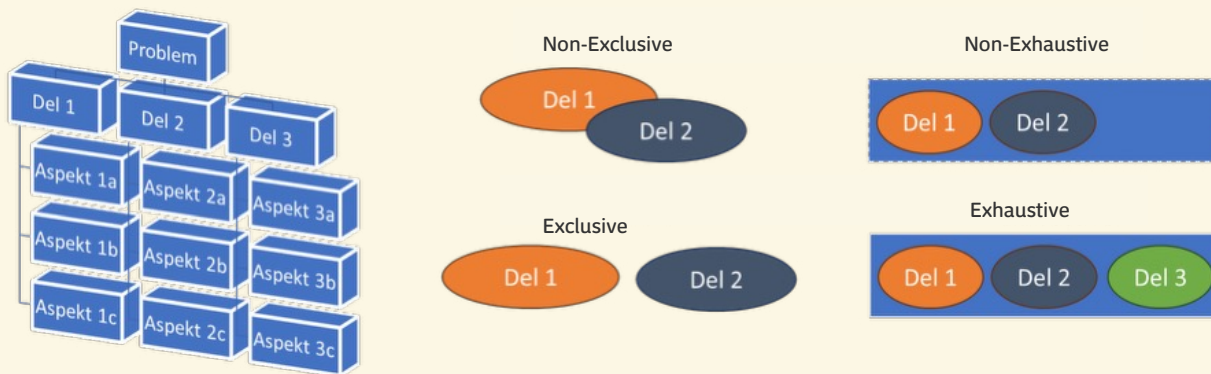 Problem
Del 1
Del 2
Del 3
Aspekt 1a
Aspekt 2a
Aspekt 3a
Aspekt 1b
Aspekt 2b
Aspekt 3b
Aspekt 1c
Aspekt 2c
Aspekt 3c
Non-Exclusive
Del 1
Del 2
Exclusive
Del 1
Del 2
Non-Exhaustive
Del 1
Del 2
Exhaustive
Del 1
Del 2
Del 3